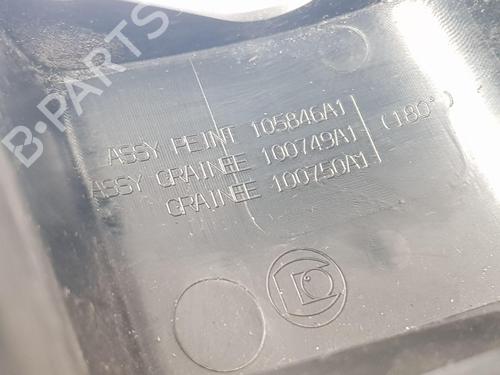 B-PARTS
ASSY PEINT 105846A1
ASSY GRAINEE 100749A1 (180°)
GRAINEE 100750A1